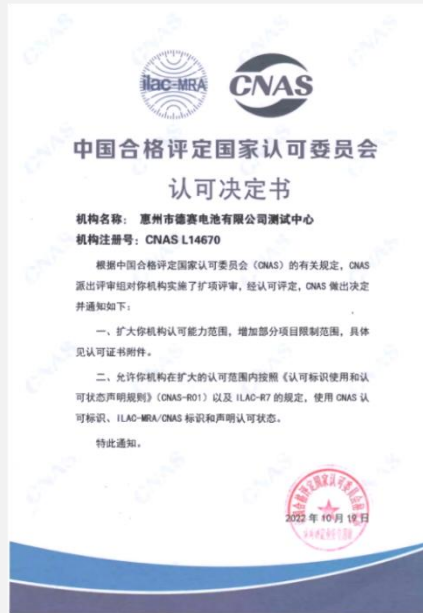 ilac-MRA
CNAS
中国合格评定国家认可委员会
认可决定书
机构名称： 惠州市德赛电池有限公司测试中心
机构注册号：CNAS L14670
根据中国合格评定国家认可委员会（CNAS）的有关规定，CNAS
派出评审组对你机构实施了扩项评审，经认可评定，CNAS 做出决定
并通知如下：
一、扩大你机构认可能力范围，增加部分项目限制范围，具体
见认可证书附件。
二、允许你机构在扩大的认可范围内按照《认可标识使用和认
可状态声明规则》（CNAS-R01）以及 ILAC-R7 的规定，使用 CNAS 认
可标识、ILAC-MRA/CNAS 标识和声明认可状态。
特此通知。
2022 年 10 月 19 日